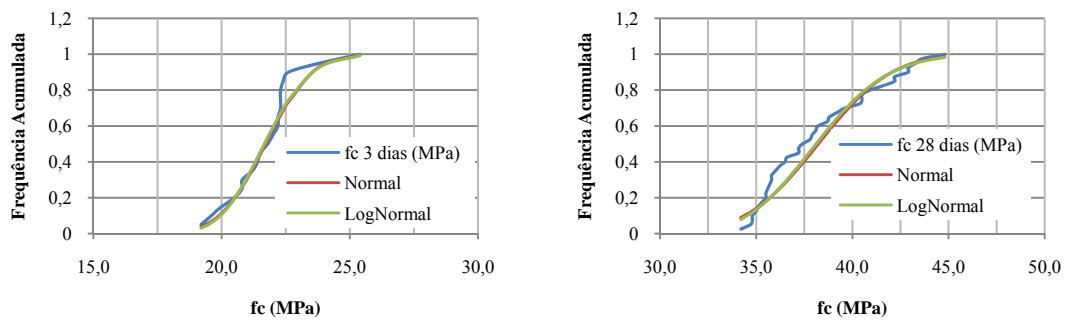 Frequência Acumulada
1,2
1
0,8
0,6
0,4
0,2
0
fc 3 dias (MPa)
Normal
LogNormal
15,0 20,0 25,0 30,0
fc (MPa)
Frequência Acumulada
1,2
1
0,8
0,6
0,4
0,2
0
fc 28 dias (MPa)
Normal
LogNormal
30,0 35,0 40,0 45,0 50,0
fc (MPa)